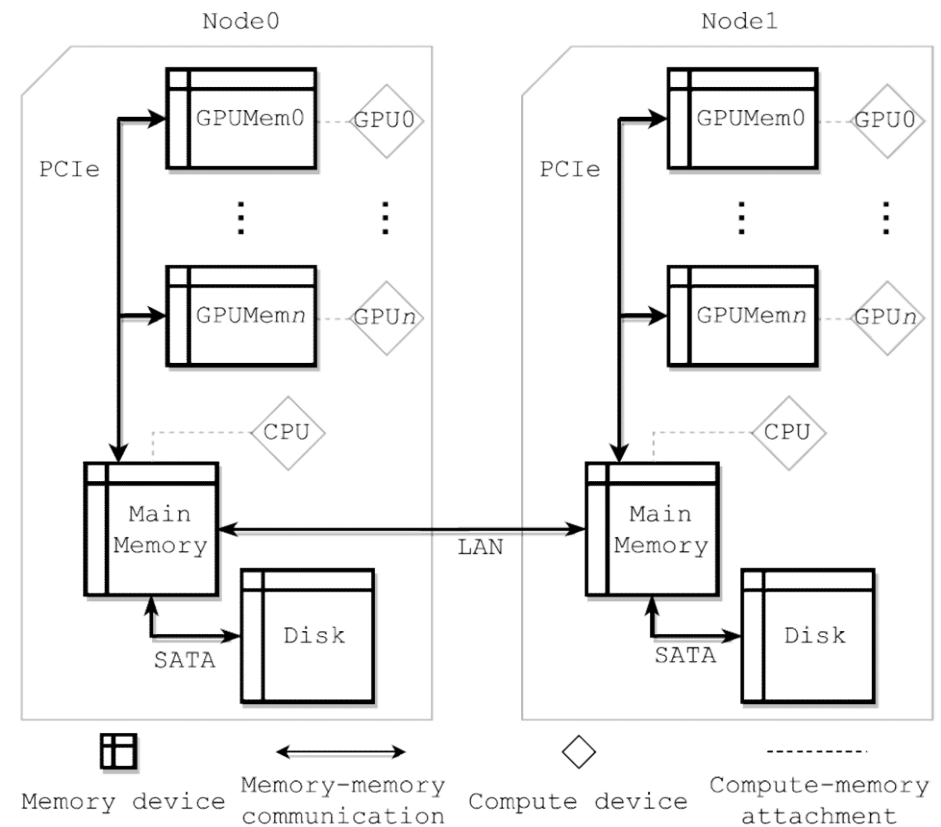 Node0
Node1
GPUMem0
GPU0
PCIe
GPUMemn
GPUn
CPU
Main
Memory
Disk
SATA
LAN
GPUMem0
GPU0
PCIe
GPUMemn
GPUn
CPU
Main
Memory
Disk
SATA
Memory device
Memory-memory
communication
Compute device
Compute-memory
attachment